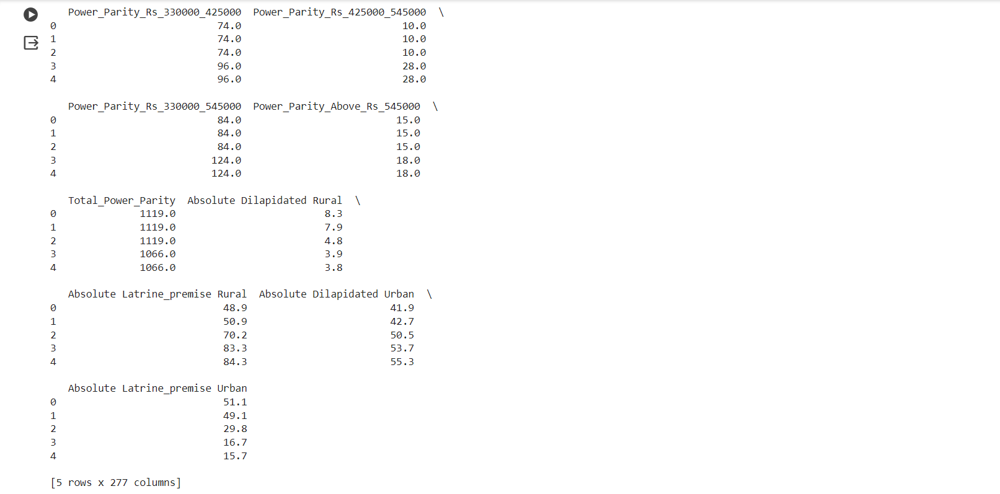 Power_Parity_Rs_330000_425000  Power_Parity_Rs_425000_545000  \
0                         74.0                           10.0
1                         74.0                           10.0
2                         74.0                           10.0
3                         96.0                           28.0
4                         96.0                           28.0
Power_Parity_Rs_330000_545000  Power_Parity_Above_Rs_545000  \
0                         84.0                          15.0
1                         84.0                          15.0
2                         84.0                          15.0
3                        124.0                          18.0
4                        124.0                          18.0
Total_Power_Parity  Absolute Dilapidated Rural  \
0            1119.0                         8.3
1            1119.0                         7.9
2            1119.0                         4.8
3            1066.0                         3.9
4            1066.0                         3.8
Absolute Latrine_premise Rural  Absolute Dilapidated Urban  \
0                          48.9                        41.9
1                          50.9                        42.7
2                          70.2                        50.5
3                          83.3                        53.7
4                          84.3                        55.3
Absolute Latrine_premise Urban
0                          51.1
1                          49.1
2                          29.8
3                          16.7
4                          15.7
[5 rows x 277 columns]